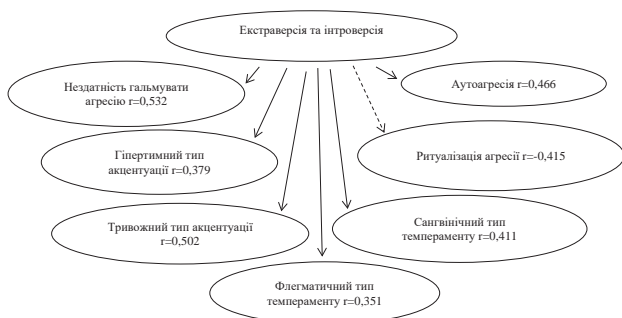 Екстраверсія та інтроверсія
Нездатність гальмувати
агресію r=0,532
Аутоагресія r=0,466
Гіпертимний тип
акцентуації r=0,379
Ритуалізація агресії r=-0,415
Тривожний тип акцентуації
r=0,502
Сангвінічний тип
темпераменту r=0,411
Флегматичний тип
темпераменту r=0,351